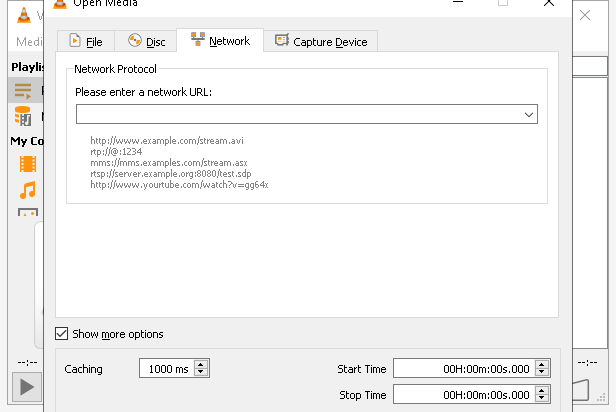 Open Media
Medi
File
Disc
Network
Capture Device
Playlis
My Co
Network Protocol
Please enter a network URL:
http://www.example.com/stream.avi
rtp://@:1234
mms://mms.examples.com/stream.asx
rtsp://server.example.org:8080/test.sdp
http://www.yourtube.com/watch?v=gg64x
Show more options
--:--
--:--
Caching
1000 ms
Start Time
00H:00m:00s.000
Stop Time
00H:00m:00s.000